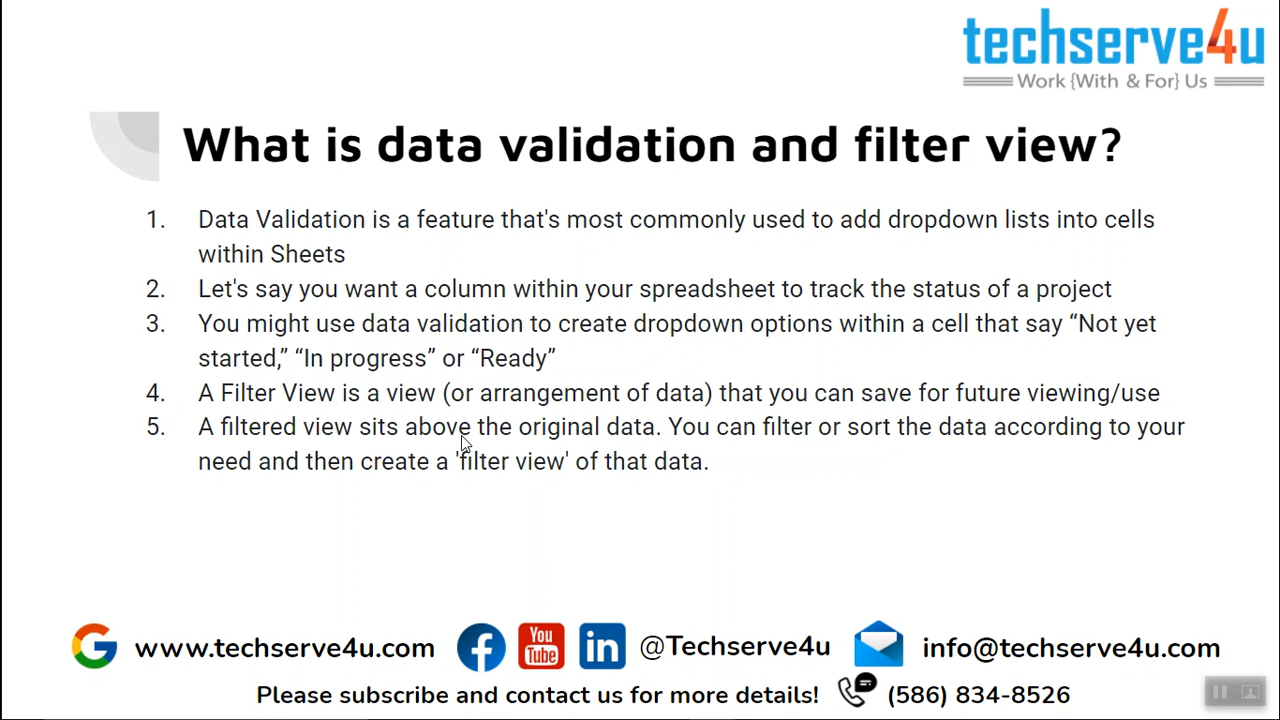 techserve4u
Work {With & For} Us
What is data validation and filter view?
1. Data Validation is a feature that's most commonly used to add dropdown lists into cells
within Sheets
2. Let's say you want a column within your spreadsheet to track the status of a project
3. You might use data validation to create dropdown options within a cell that say “Not yet
started,” “In progress” or “Ready”
4. A Filter View is a view (or arrangement of data) that you can save for future viewing/use
5. A filtered view sits above the original data. You can filter or sort the data according to your
need and then create a 'filter view' of that data.
www.techserve4u.com
You
Tube
in
@Techserve4u
info@techserve4u.com
Please subscribe and contact us for more details!
(586) 834-8526